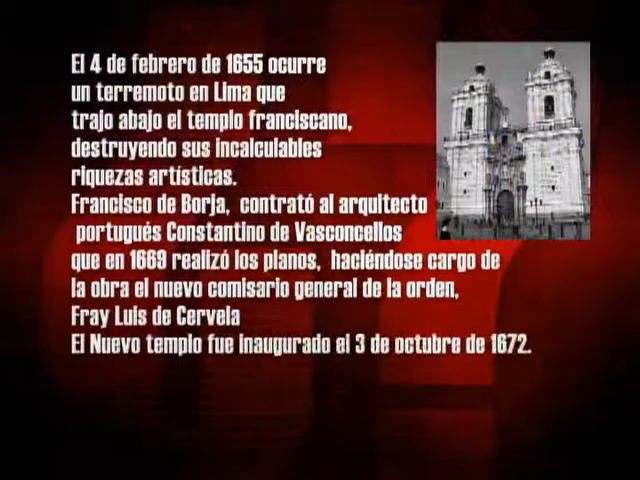 El 4 de febrero de 1655 ocurre
un terremoto en Lima que
trajo abajo el templo franciscano,
destruyendo sus incalculables
riquezas artísticas.
Francisco de Borja, contrató al arquitecto
portugués Constantino de Vasconcellos
que en 1669 realizó los planos, haciéndose cargo de
la obra el nuevo comisario general de la orden,
Fray Luis de Cervela
El Nuevo templo fue inaugurado el 3 de octubre de 1672.